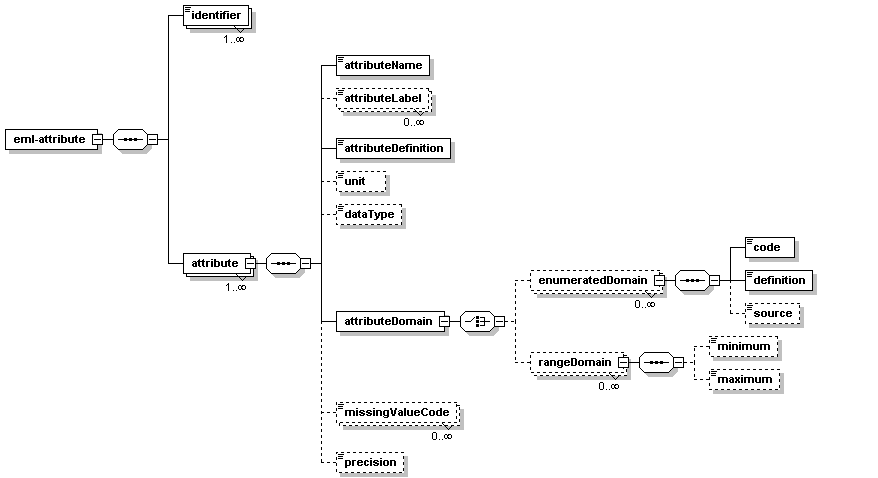 identifier
1..∞
attributeName
attributeLabel
0..∞
eml-attribute
attributeDefinition
unit
dataType
attribute
1..∞
code
enumeratedDomain
definition
0..∞
source
attributeDomain
minimum
rangeDomain
maximum
0..∞
missingValueCode
0..∞
precision